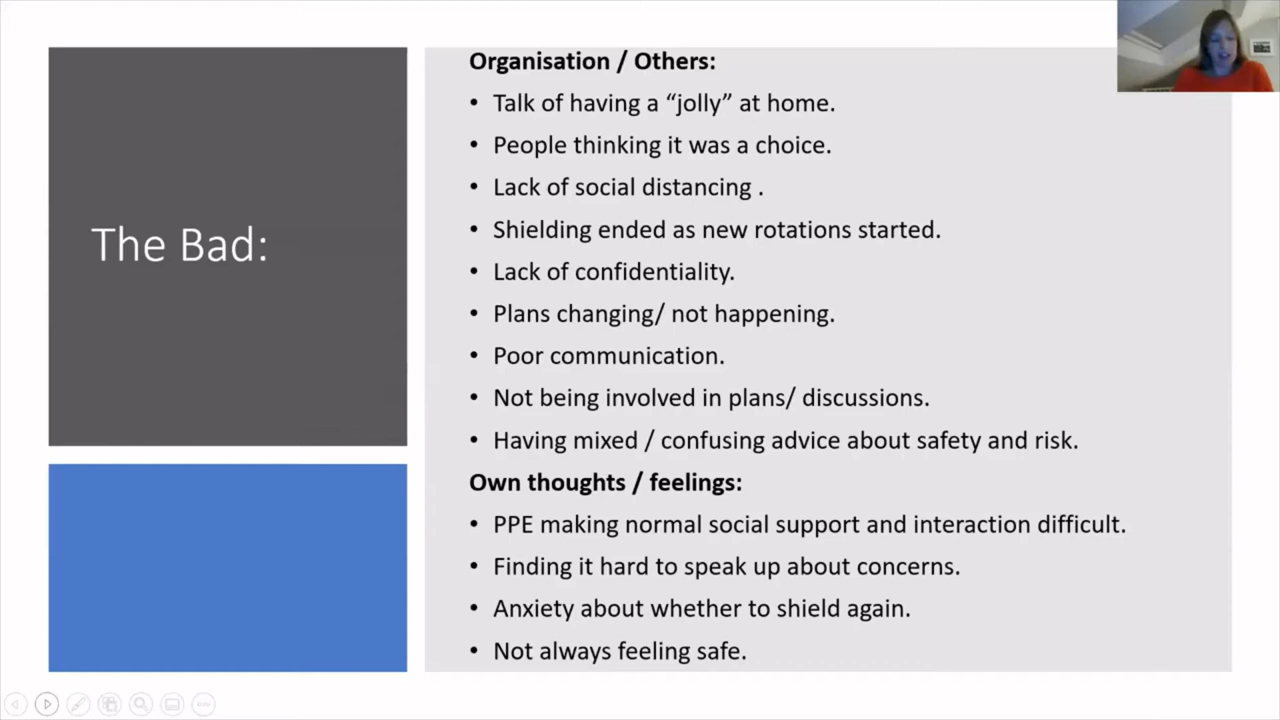 The Bad:
Organisation / Others:
• Talk of having a “jolly” at home.
• People thinking it was a choice.
• Lack of social distancing .
• Shielding ended as new rotations started.
• Lack of confidentiality.
• Plans changing/ not happening.
• Poor communication.
• Not being involved in plans/ discussions.
• Having mixed / confusing advice about safety and risk.
Own thoughts / feelings:
• PPE making normal social support and interaction difficult.
• Finding it hard to speak up about concerns.
• Anxiety about whether to shield again.
• Not always feeling safe.